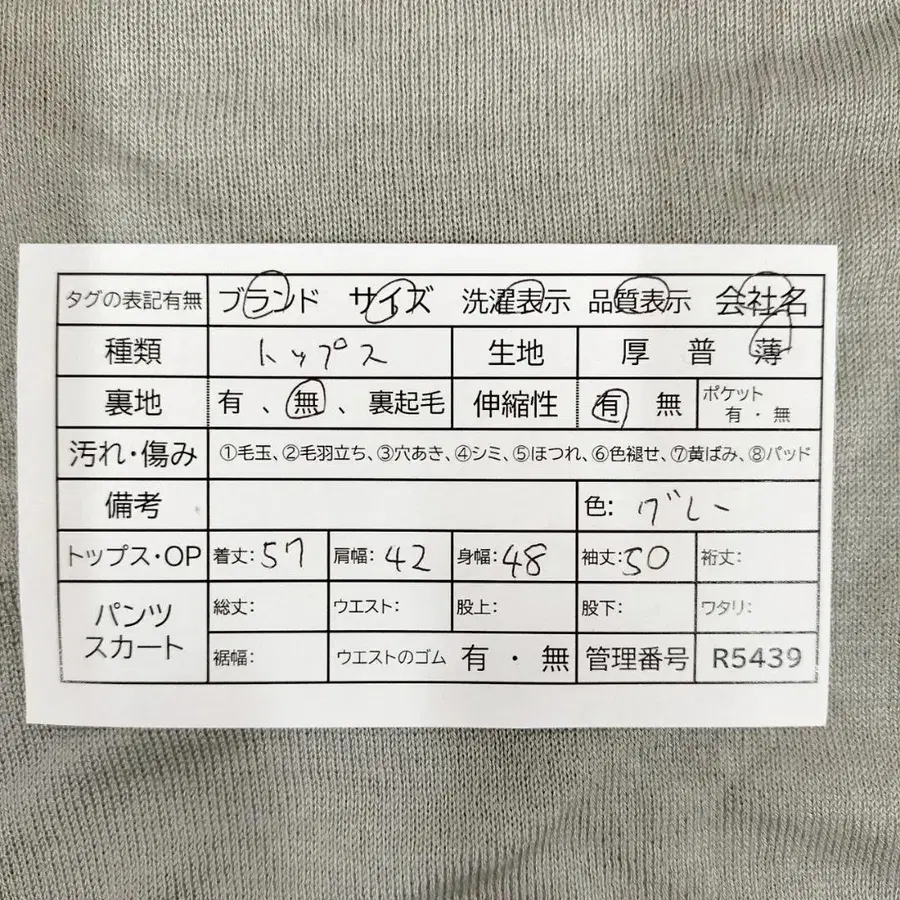 タグの表記有無 ブランド サイズ 洗濯表示 品質表示 会社名
種類 トップス 生地 厚 普 薄
裏地 有 、 無 、 裏起毛 伸縮性 有 無 ポケット 有 ・ 無
汚れ・傷み ①毛玉、②毛羽立ち、③穴あき、④シミ、⑤ほつれ、⑥色褪せ、⑦黄ばみ、⑧パッド
備考 色: グレー
トップス・OP 着丈: 57 肩幅: 42 身幅: 48 袖丈: 50 裄丈:
パンツ スカート 総丈: ウエスト: 股上: 股下: ワタリ:
裾幅: ウエストのゴム 有 ・ 無 管理番号 R5439